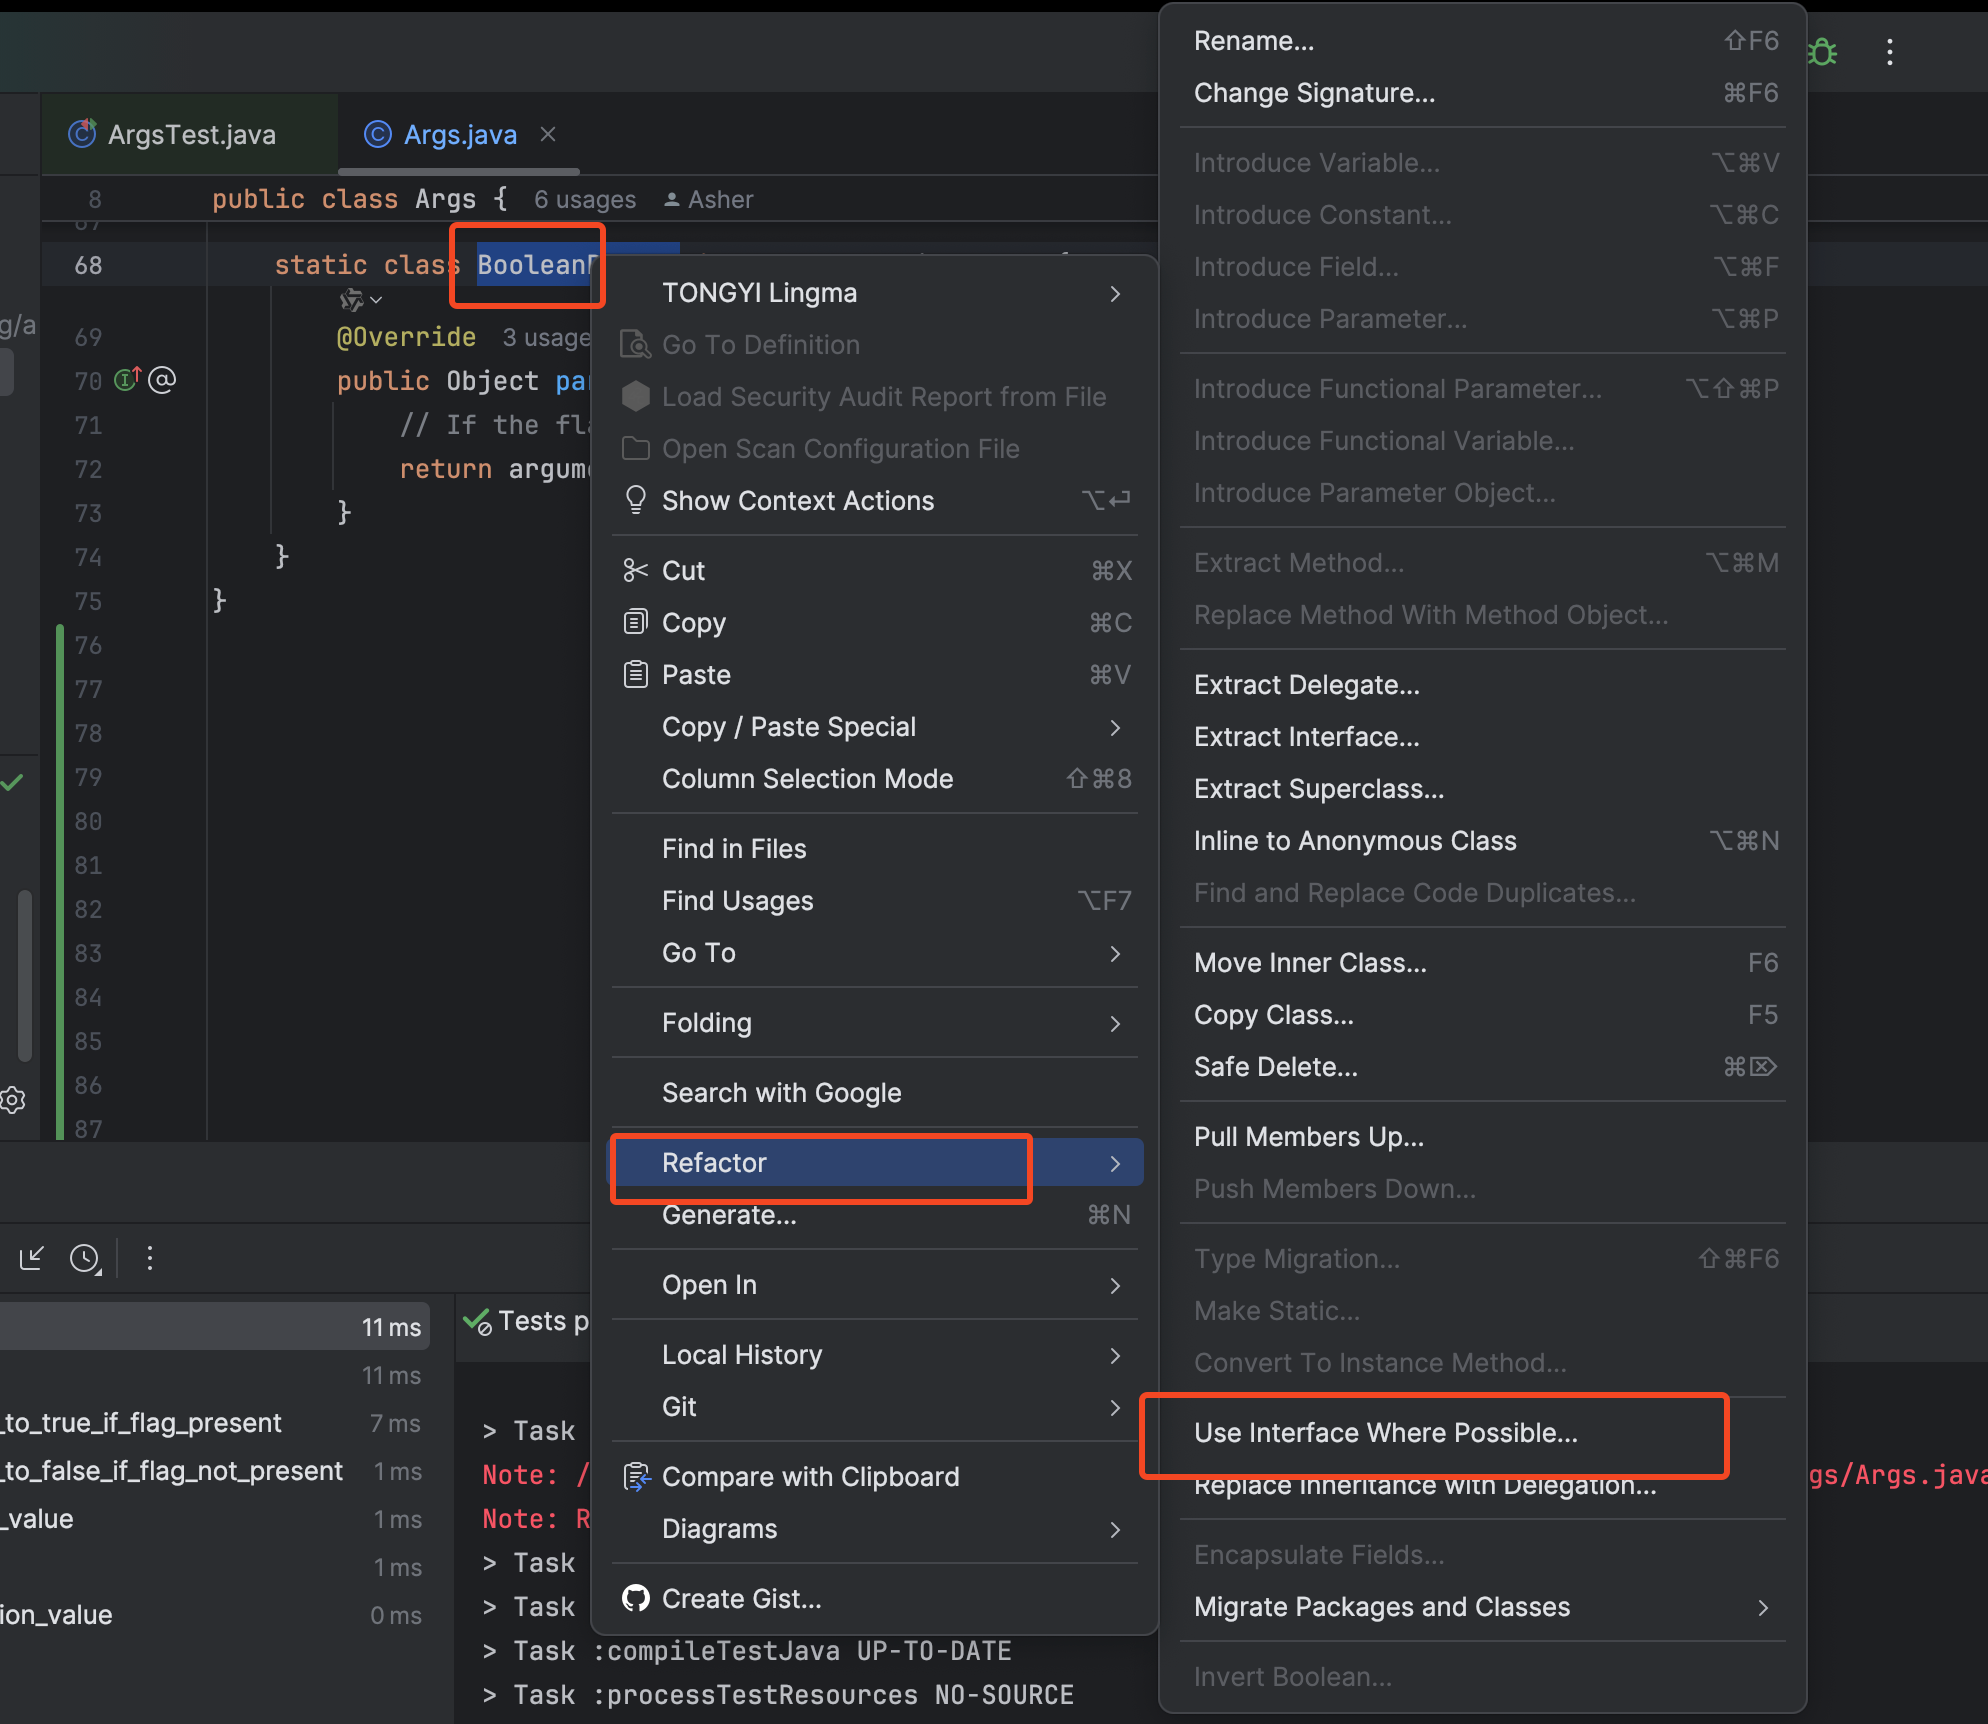 ArgsTest.java
Args.java
8 public class Args { 6 usages Asher
68 static class Boolean
g/a
69 @Override 3 usage
70 public Object pa
71 // If the fl
72 return argum
73 }
74 }
75 }
76
77
78
79
80
81
82
83
84
85
86
87
TONGYI Lingma
Go To Definition
Load Security Audit Report from File
Open Scan Configuration File
Show Context Actions ⌥⏎
Cut ⌘X
Copy ⌘C
Paste ⌘V
Copy / Paste Special
Column Selection Mode ⇧⌘8
Find in Files
Find Usages ⌥F7
Go To
Folding
Search with Google
Refactor
Generate... ⌘N
Open In
Local History
Git
Compare with Clipboard
Diagrams
Create Gist...
Rename... ⇧F6
Change Signature... ⌘F6
Introduce Variable... ⌥⌘V
Introduce Constant... ⌥⌘C
Introduce Field... ⌥⌘F
Introduce Parameter... ⌥⌘P
Introduce Functional Parameter... ⌥⇧⌘P
Introduce Functional Variable...
Introduce Parameter Object...
Extract Method... ⌥⌘M
Replace Method With Method Object...
Extract Delegate...
Extract Interface...
Extract Superclass...
Inline to Anonymous Class ⌥⌘N
Find and Replace Code Duplicates...
Move Inner Class... F6
Copy Class... F5
Safe Delete... ⌘⌦
Pull Members Up...
Push Members Down...
Type Migration... ⇧⌘F6
Make Static...
Convert To Instance Method...
Use Interface Where Possible...
Replace Inheritance with Delegation...
Encapsulate Fields...
Migrate Packages and Classes
Invert Boolean...
11 ms
11 ms
_to_true_if_flag_present 7 ms
_to_false_if_flag_not_present 1 ms
_value 1 ms
1 ms
ion_value 0 ms
Tests p
> Task
Note: / gs/Args.java
Note: R
> Task
> Task
> Task :compileTestJava UP-TO-DATE
> Task :processTestResources NO-SOURCE